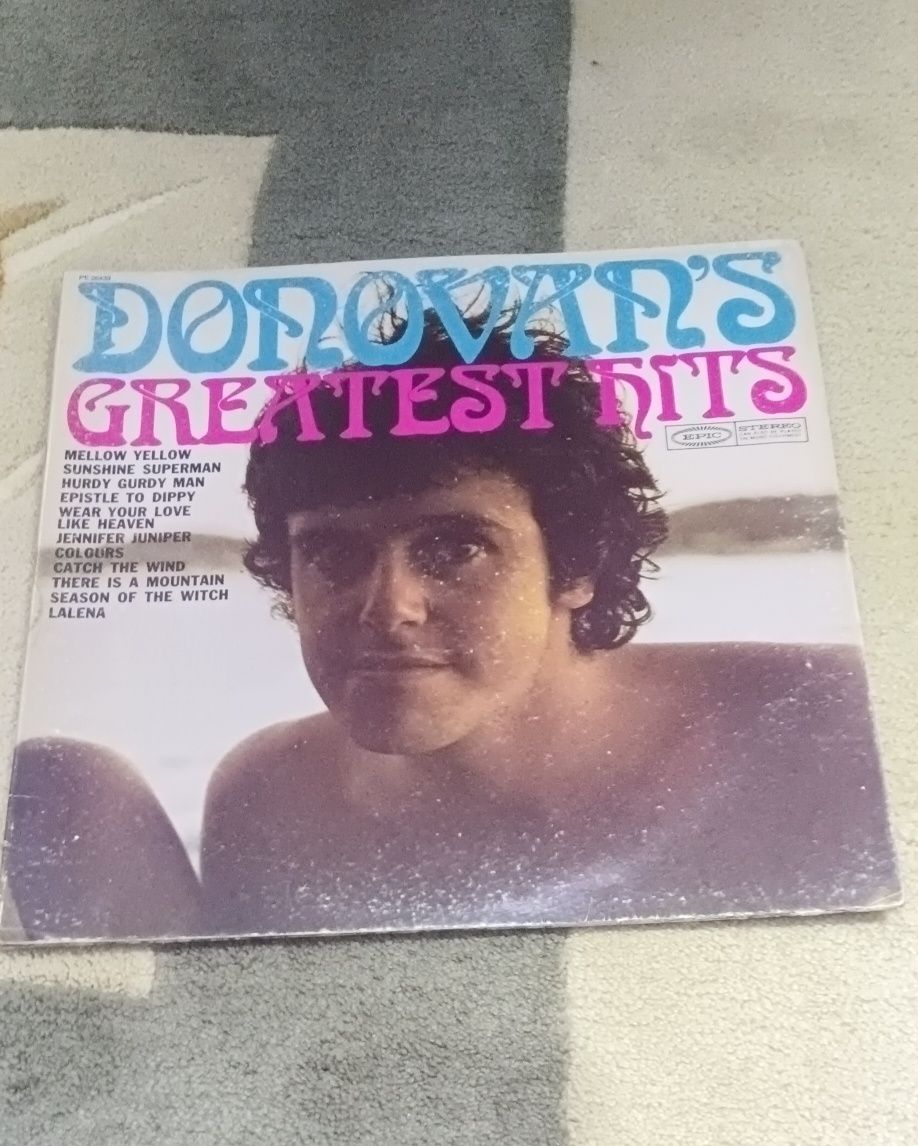 DONOVAN'S
GREATEST HITS
MELLOW YELLOW
SUNSHINE SUPERMAN
HURDY GURDY MAN
EPISTLE TO DIPPY
WEAR YOUR LOVE
LIKE HEAVEN
JENNIFER JUNIPER
COLOURS
CATCH THE WIND
THERE IS A MOUNTAIN
SEASON OF THE WITCH
LALENA
EPIC
STEREO